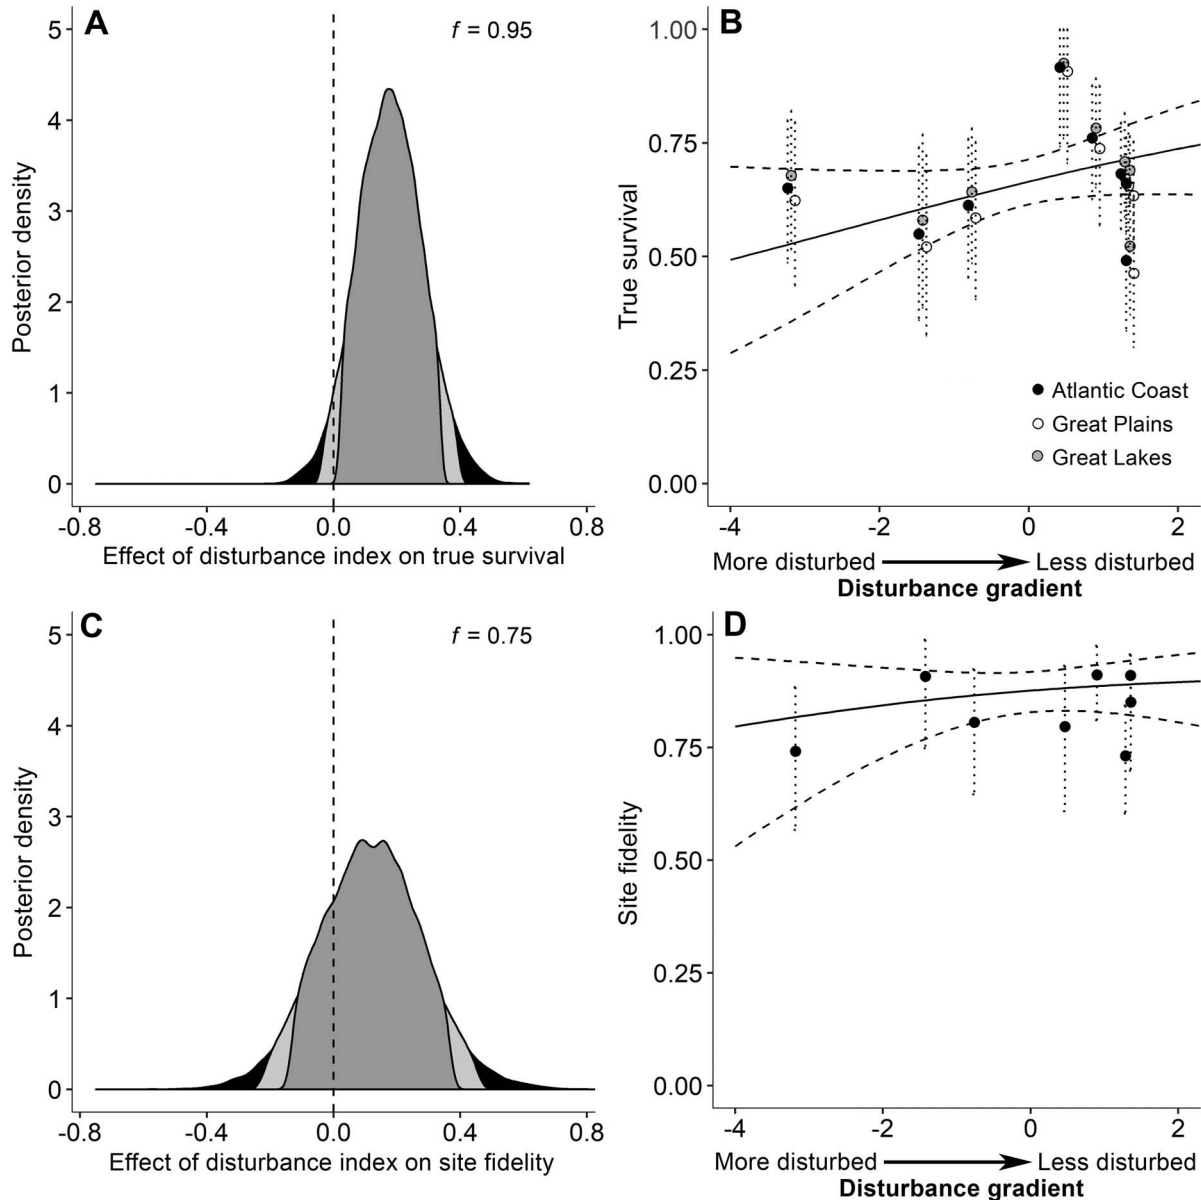 A
f = 0.95
5
4
3
2
1
0
Posterior density
-0.8
-0.4
0.0
0.4
0.8
Effect of disturbance index on true survival
B
1.00
0.75
0.50
0.25
0.00
True survival
Atlantic Coast
Great Plains
Great Lakes
-4
-2
0
2
More disturbed
Less disturbed
Disturbance gradient
C
f = 0.75
5
4
3
2
1
0
Posterior density
-0.8
-0.4
0.0
0.4
0.8
Effect of disturbance index on site fidelity
D
1.00
0.75
0.50
0.25
0.00
Site fidelity
-4
-2
0
2
More disturbed
Less disturbed
Disturbance gradient